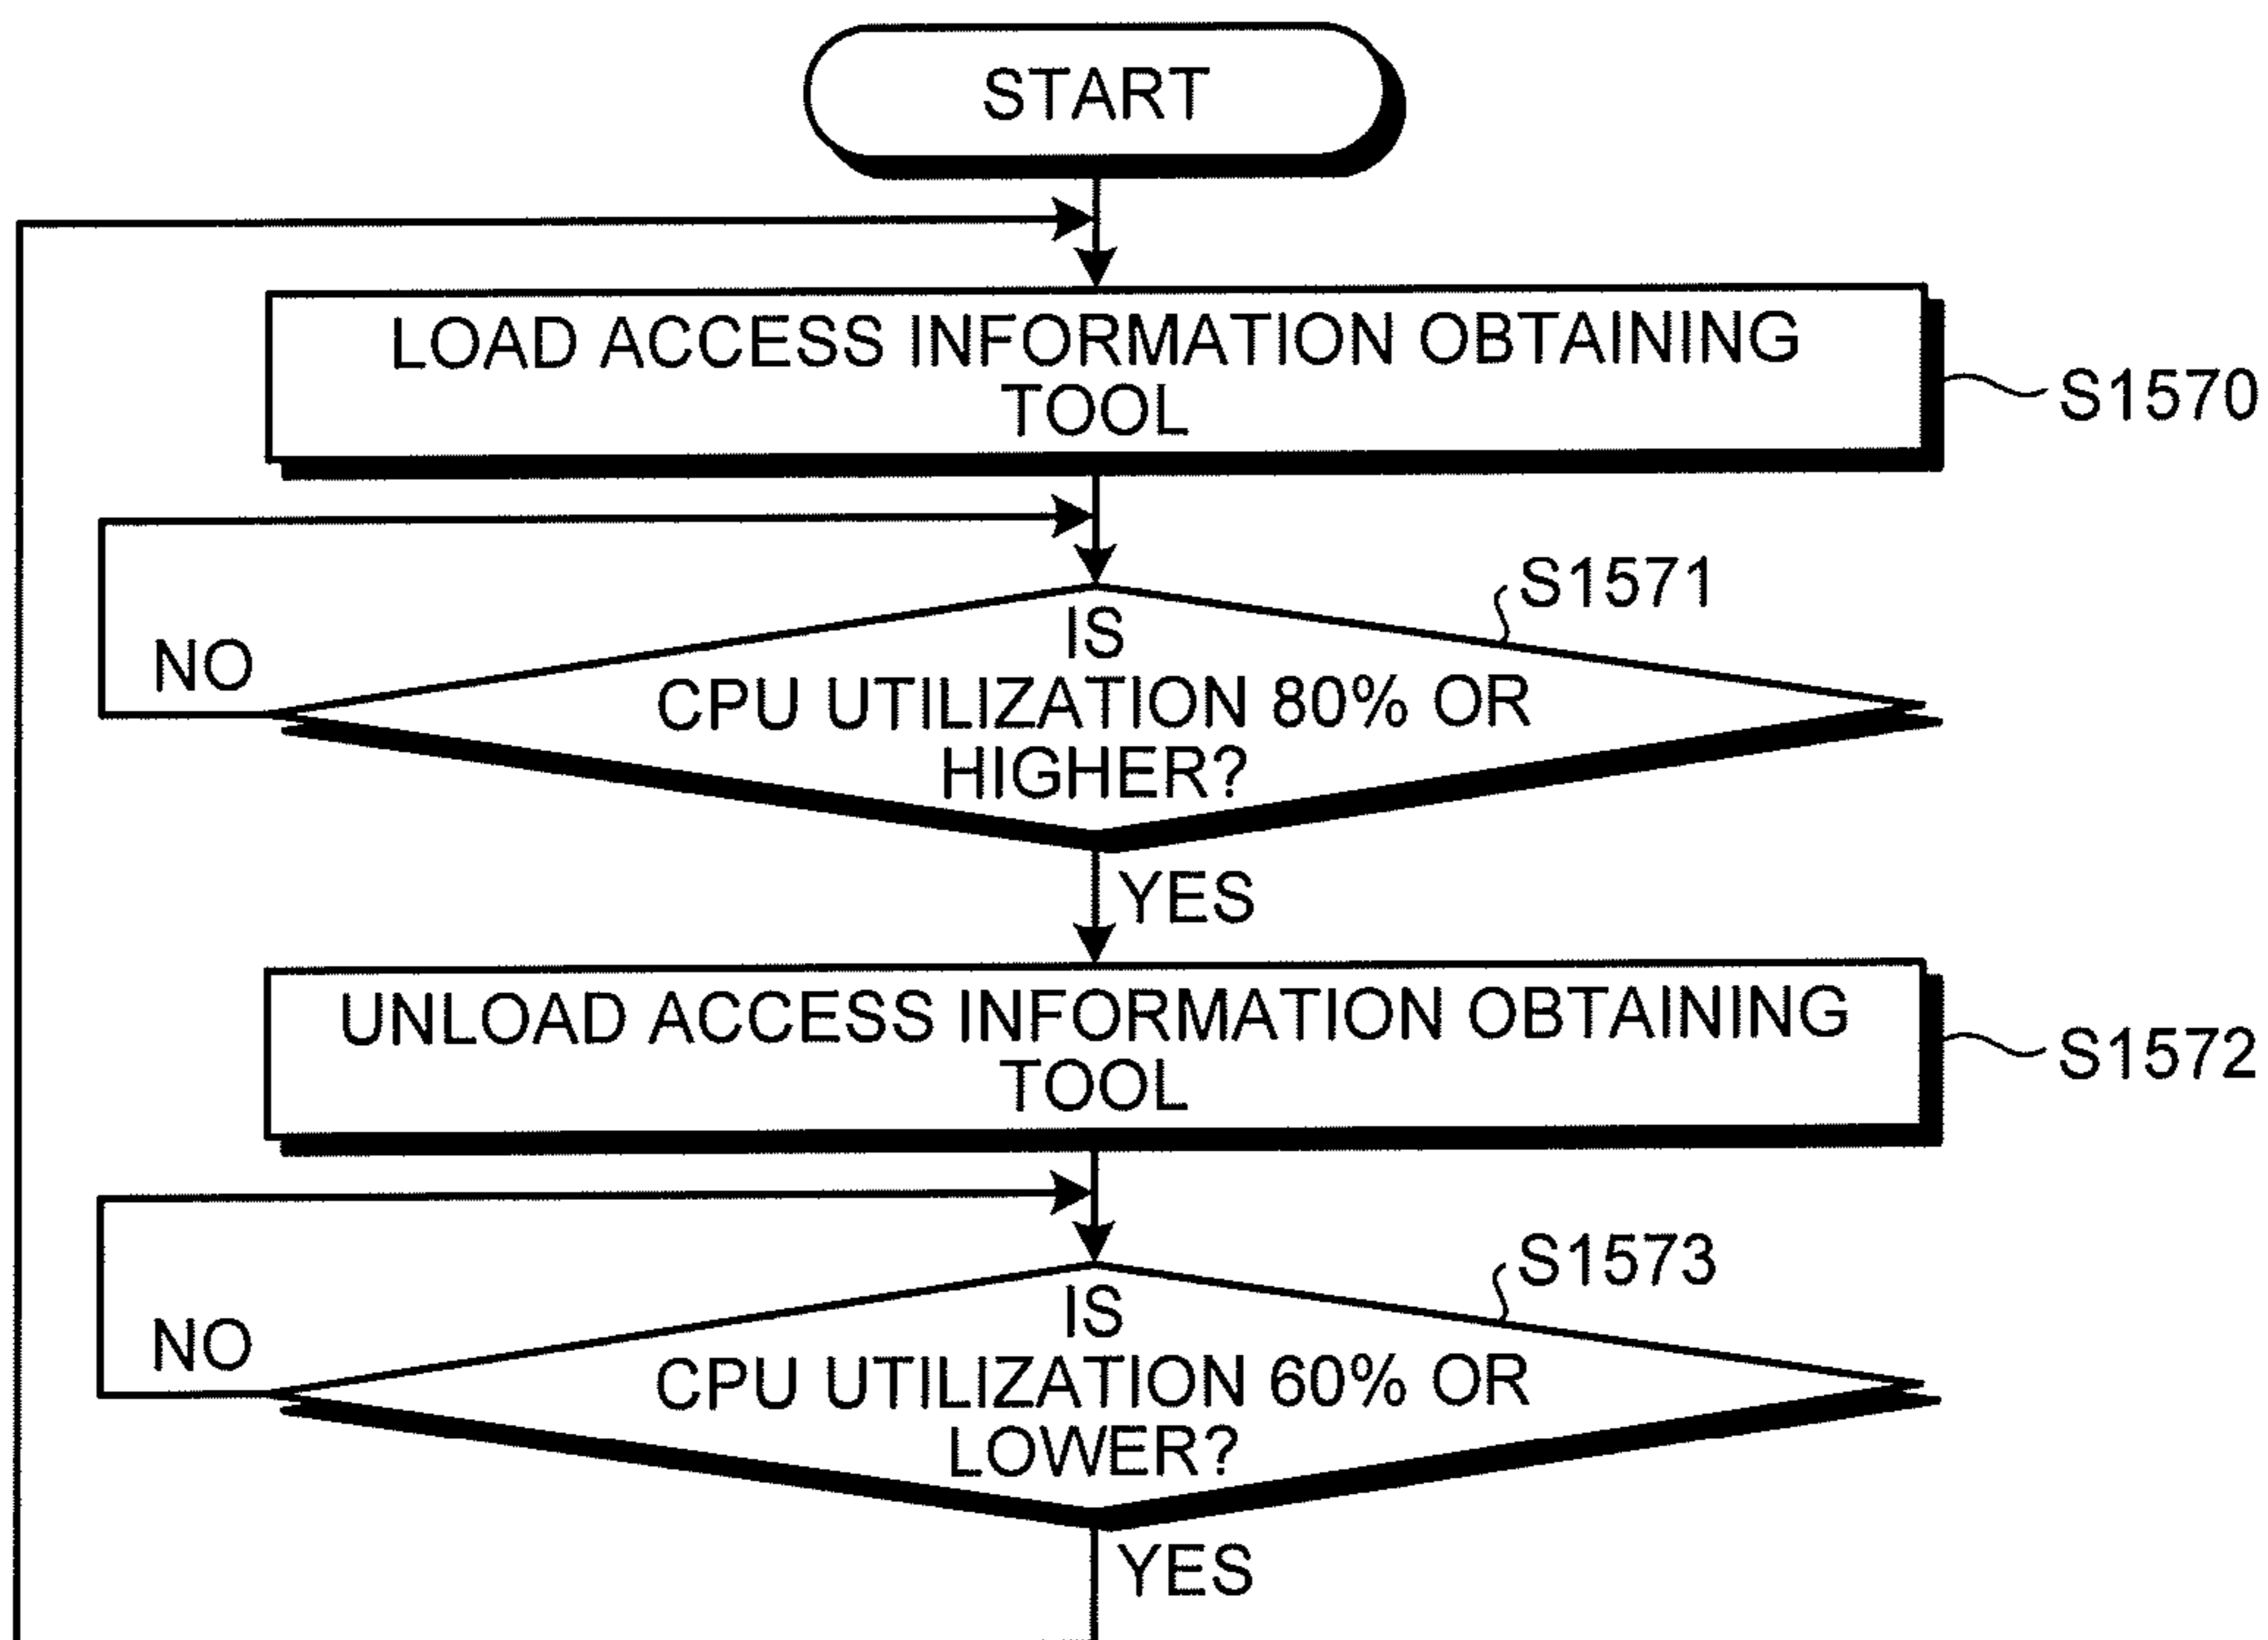 START
LOAD ACCESS INFORMATION OBTAINING
TOOL
S1570
S1571
IS
CPU UTILIZATION 80% OR
HIGHER?
NO
YES
UNLOAD ACCESS INFORMATION OBTAINING
TOOL
S1572
S1573
IS
CPU UTILIZATION 60% OR
LOWER?
NO
YES